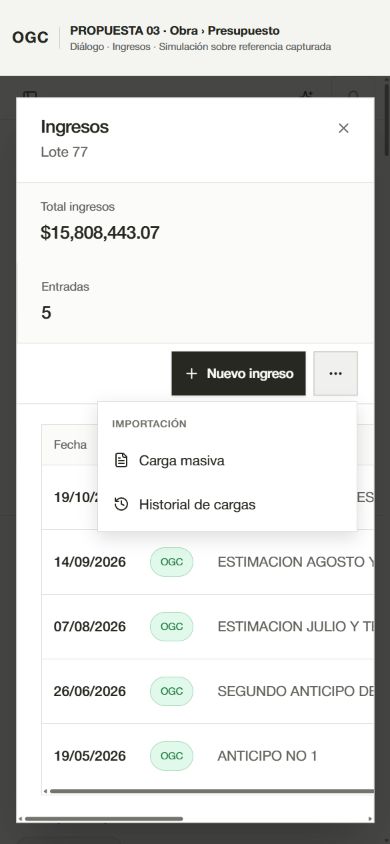 OGC
PROPUESTA 03 · Obra › Presupuesto
Diálogo · Ingresos · Simulación sobre referencia capturada
Ingresos
Lote 77
Total ingresos
$15,808,443.07
Entradas
5
Nuevo ingreso
IMPORTACIÓN
Carga masiva
Historial de cargas
Fecha
14/09/2026 OGC ESTIMACION AGOSTO
07/08/2026 OGC ESTIMACION JULIO Y
26/06/2026 OGC SEGUNDO ANTICIPO DE
19/05/2026 OGC ANTICIPO NO 1